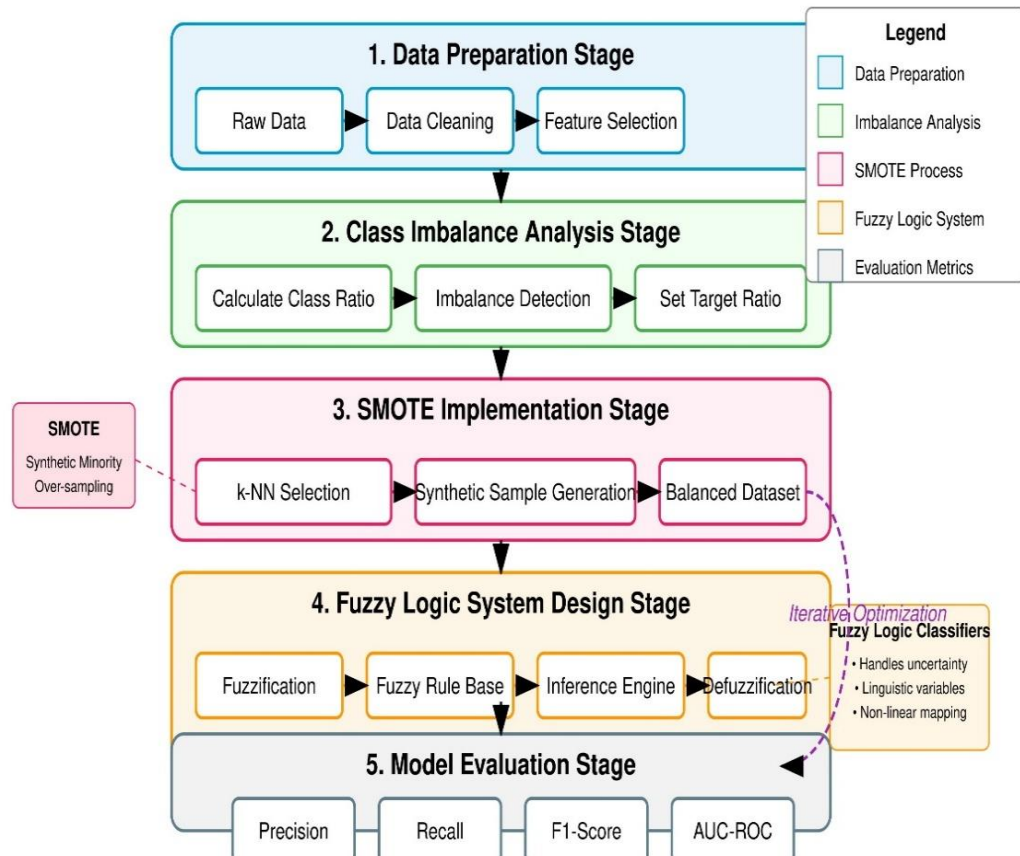 1. Data Preparation Stage
Raw Data
Data Cleaning
Feature Selection
Legend
Data Preparation
Imbalance Analysis
SMOTE Process
Fuzzy Logic System
Evaluation Metrics
2. Class Imbalance Analysis Stage
Calculate Class Ratio
Imbalance Detection
Set Target Ratio
3. SMOTE Implementation Stage
SMOTE
Synthetic Minority
Over-sampling
k-NN Selection
Synthetic Sample Generation
Balanced Dataset
4. Fuzzy Logic System Design Stage
Iterative Optimization
Fuzzy Logic Classifiers
• Handles uncertainty
• Linguistic variables
• Non-linear mapping
Fuzzification
Fuzzy Rule Base
Inference Engine
Defuzzification
5. Model Evaluation Stage
Precision
Recall
F1-Score
AUC-ROC